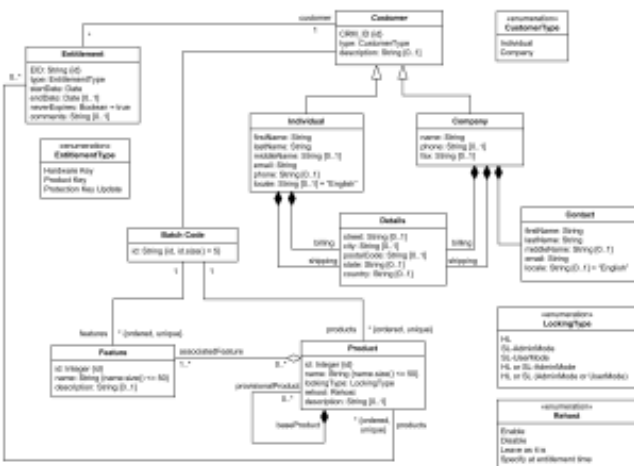 customer
Customer
CRM_ID {id}
type: CustomerType
description: String [0..1]
1
*
«enumeration»
CustomerType
Individual
Company
Entitlement
EID: String {id}
type: EntitlementType
startDate: Date
endDate: Date [0..1]
neverExpires: Boolean = true
comments: String [0..1]
0..*
«enumeration»
EntitlementType
Hardware Key
Product Key
Protection Key Update
Individual
firstName: String
lastName: String
middleName: String [0..1]
email: String
phone: String [0..1]
locale: String [0..1] = "English"
Company
name: String
phone: String [0..1]
fax: String [0..1]
Batch Code
id: String {id, id.size() = 5}
1
1
Details
street: String [0..1]
city: String [0..1]
postalCode: String [0..1]
state: String [0..1]
country: String [0..1]
billing
shipping
billing
shipping
Contact
firstName: String
lastName: String
middleName: String [0..1]
email: String
locale: String [0..1] = "English"
features
* {ordered, unique}
products
* {ordered, unique}
Feature
id: Integer {id}
name: String {name.size() <= 50}
description: String [0..1]
associatedFeature
1..*
0..*
Product
id: Integer {id}
name: String {name.size() <= 50}
lockingType: LockingType
rehost: Rehost
description: String [0..1]
provisionalProduct
0..*
baseProduct
* {ordered,
unique}
products
«enumeration»
LockingType
HL
SL-AdminMode
SL-UserMode
HL or SL-AdminMode
HL or SL (AdminMode or UserMode)
«enumeration»
Rehost
Enable
Disable
Leave as it is
Specify at entitlement time